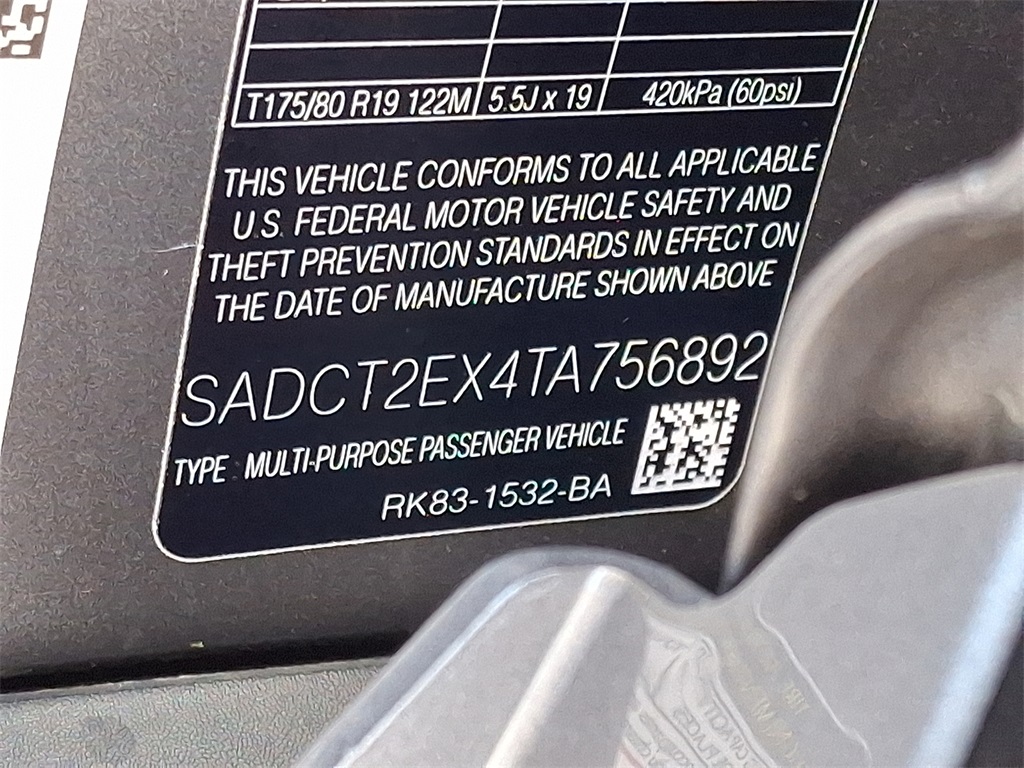 T175/80 R19 122M 5.5J x 19 420kPa (60psi)
THIS VEHICLE CONFORMS TO ALL APPLICABLE
U.S. FEDERAL MOTOR VEHICLE SAFETY AND
THEFT PREVENTION STANDARDS IN EFFECT ON
THE DATE OF MANUFACTURE SHOWN ABOVE
SADCT2EX4TA756892
TYPE MULTI-PURPOSE PASSENGER VEHICLE
RK83-1532-BA